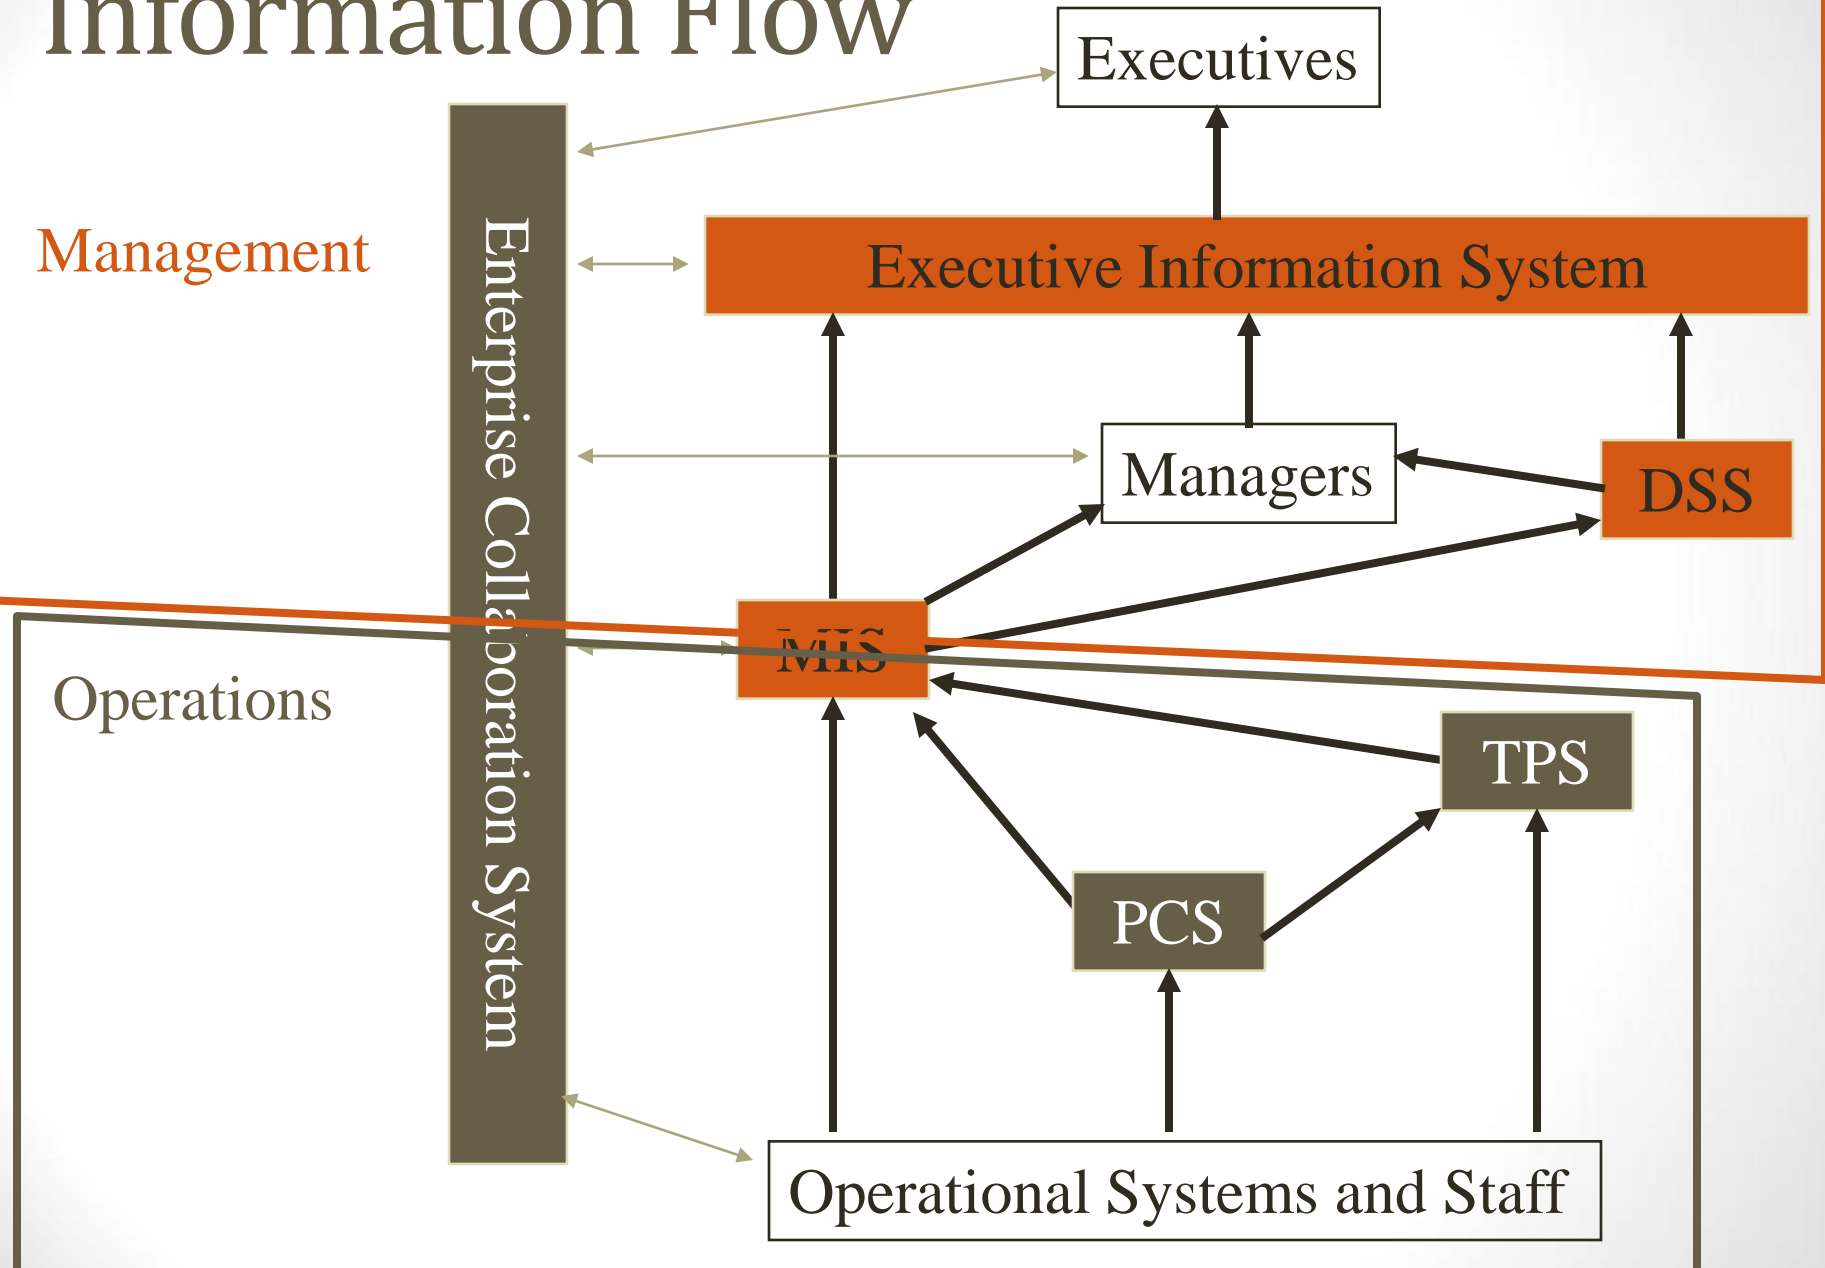 Information Flow
Executives
Management
Executive Information System
Enterprise Collaboration System
Managers
DSS
MIS
Operations
TPS
PCS
Operational Systems and Staff